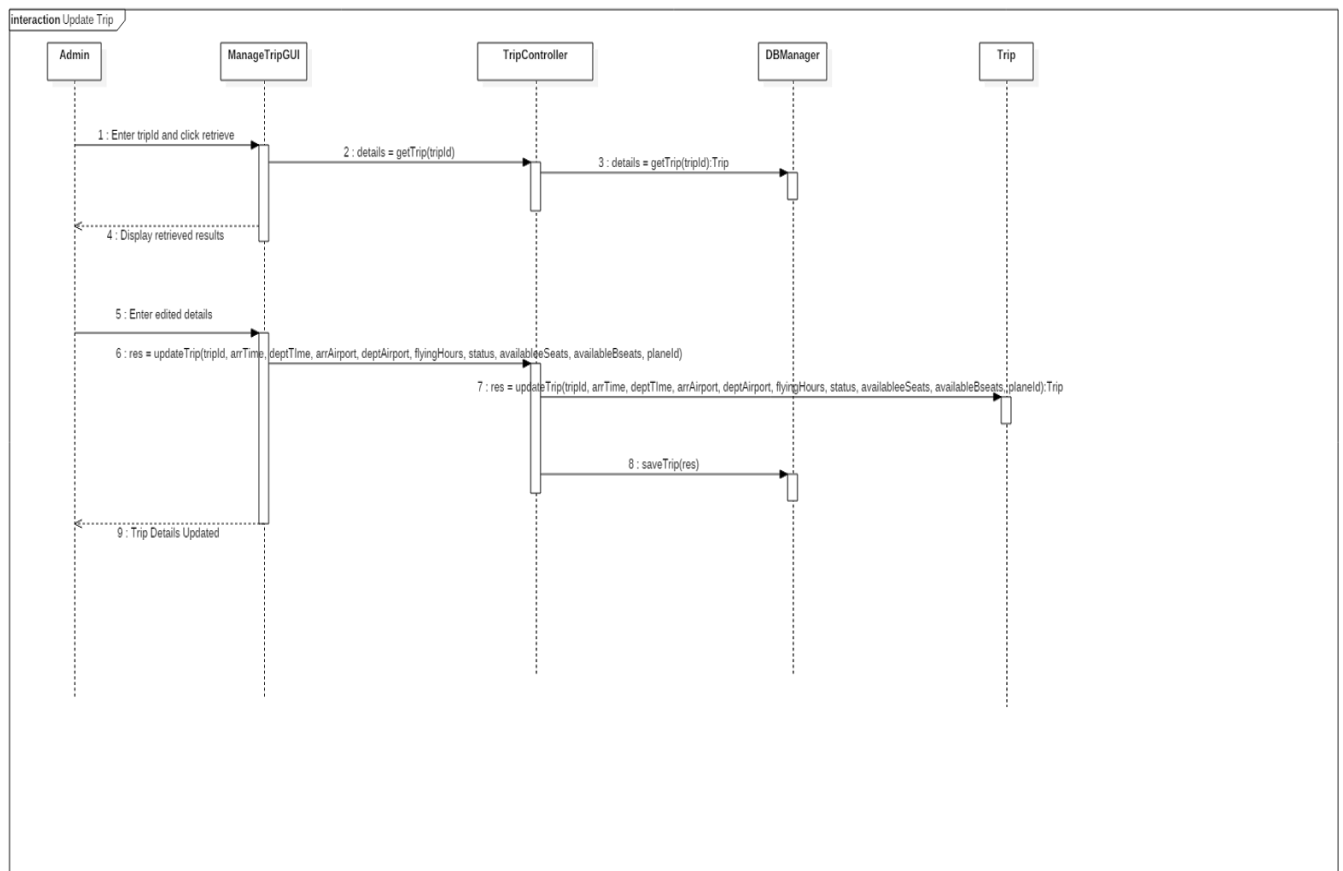 interaction Update Trip
Admin
ManageTripGUI
TripController
DBManager
Trip
1 : Enter tripId and click retrieve
2 : details = getTrip(tripId)
3 : details = getTrip(tripId):Trip
4 : Display retrieved results
5 : Enter edited details
6 : res = updateTrip(tripId, arrTime, deptTIme, arrAirport, deptAirport, flyingHours, status, availableeSeats, availableBseats, planeId)
7 : res = updateTrip(tripId, arrTime, deptTIme, arrAirport, deptAirport, flyingHours, status, availableeSeats, availableBseats, planeId):Trip
8 : saveTrip(res)
9 : Trip Details Updated